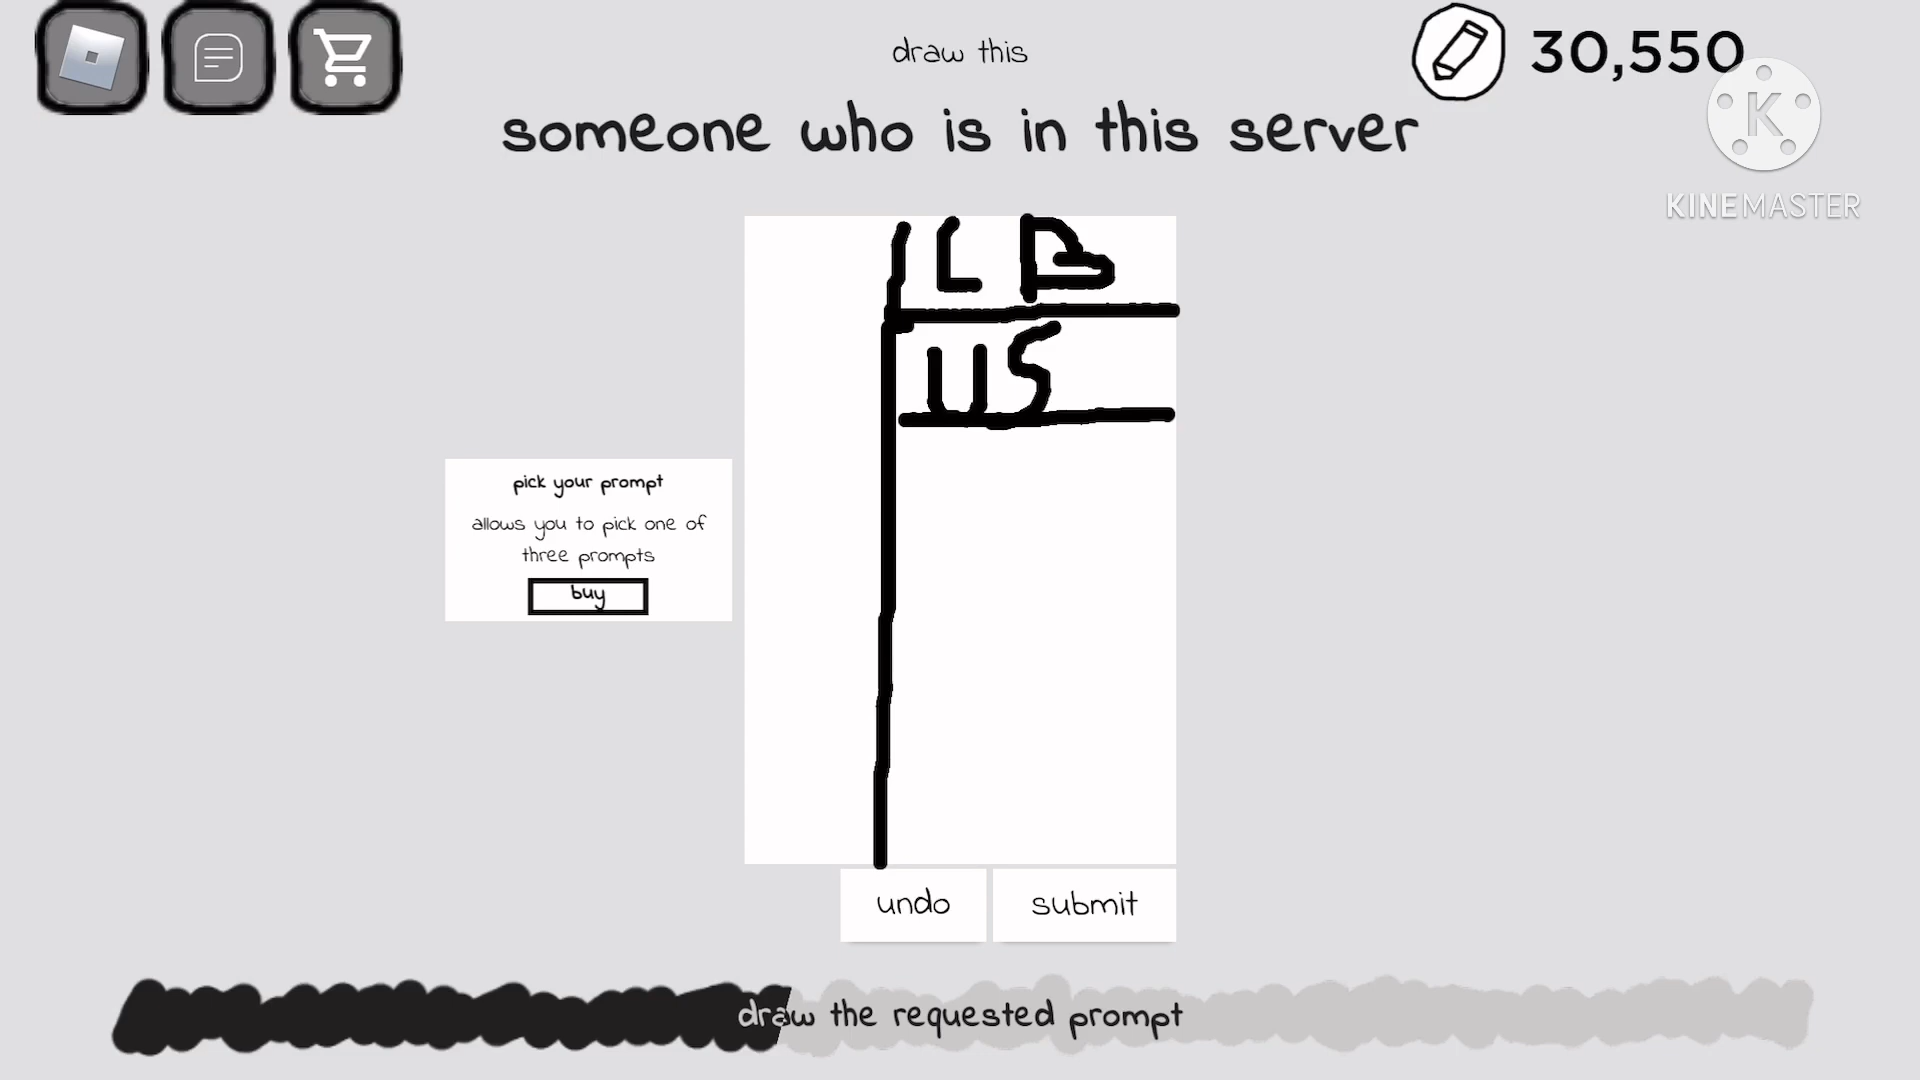 draw this
30,550
someone who is in this server
K
KINEMASTER
LB
US
pick your prompt
allows you to pick one of
three prompts
buy
undo
submit
draw the requested prompt